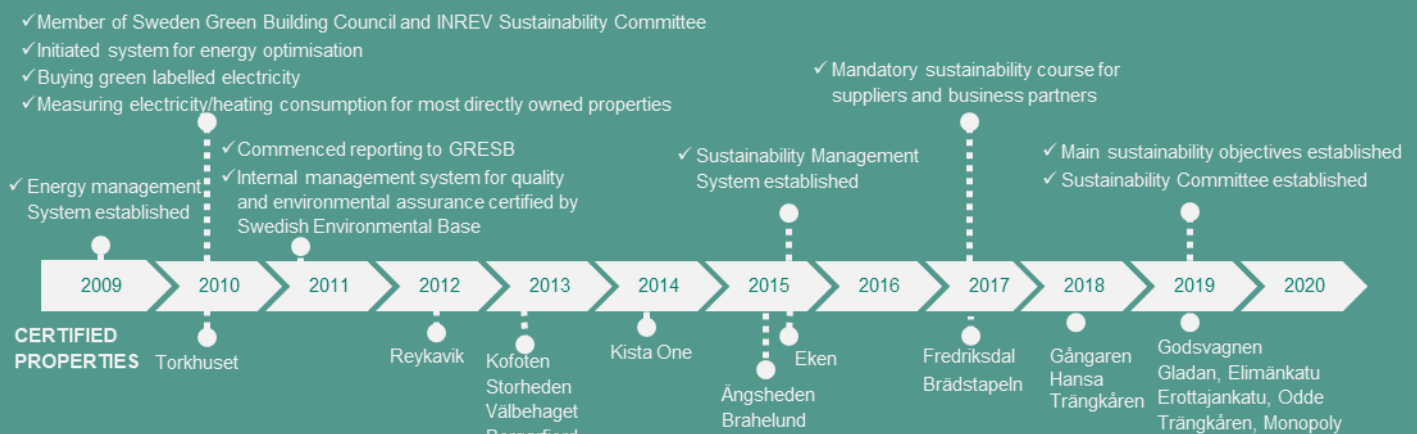 ✓Member of Sweden Green Building Council and INREV Sustainability Committee
✓Initiated system for energy optimisation
✓Buying green labelled electricity
✓Measuring electricity/heating consumption for most directly owned properties
✓Mandatory sustainability course for
suppliers and business partners
✓Commenced reporting to GRESB
✓Internal management system for quality
and environmental assurance certified by
Swedish Environmental Base
✓Sustainability Management
System established
✓Main sustainability objectives established
✓Sustainability Committee established
✓Energy management
System established
2009 2010 2011 2012 2013 2014 2015 2016 2017 2018 2019 2020
CERTIFIED
PROPERTIES
Torkhuset
Reykavik
Kofoten
Storheden
Välbehaget
Kista One
Ängsheden
Brahelund
Eken
Fredriksdal
Brädstapeln
Gångaren
Hansa
Trängkåren
Godsvagnen
Gladan, Elimänkatu
Erottajankatu, Odde
Trängkåren, Monopoly